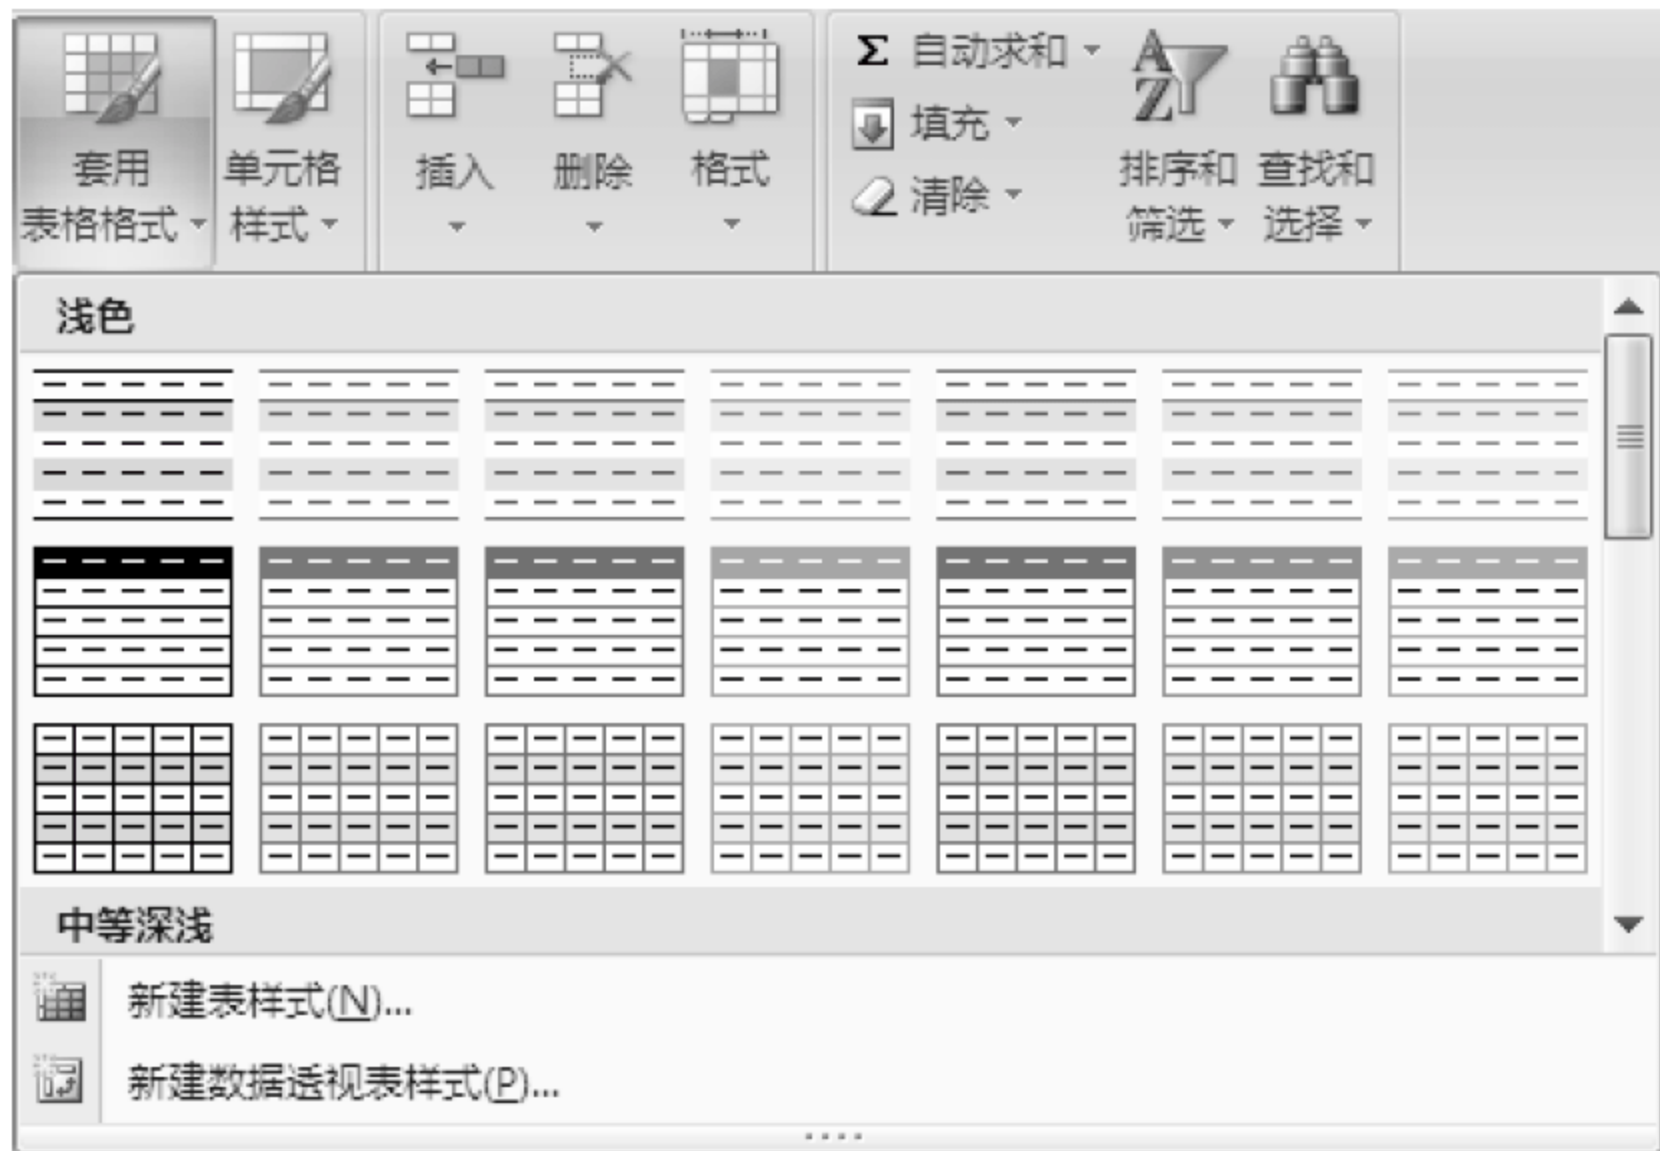 套用
表格格式
单元格
样式
插入
删除
格式
Σ 自动求和
填充
清除
排序和
筛选
查找和
选择
浅色
中等深浅
新建表样式(N)...
新建数据透视表样式(P)...